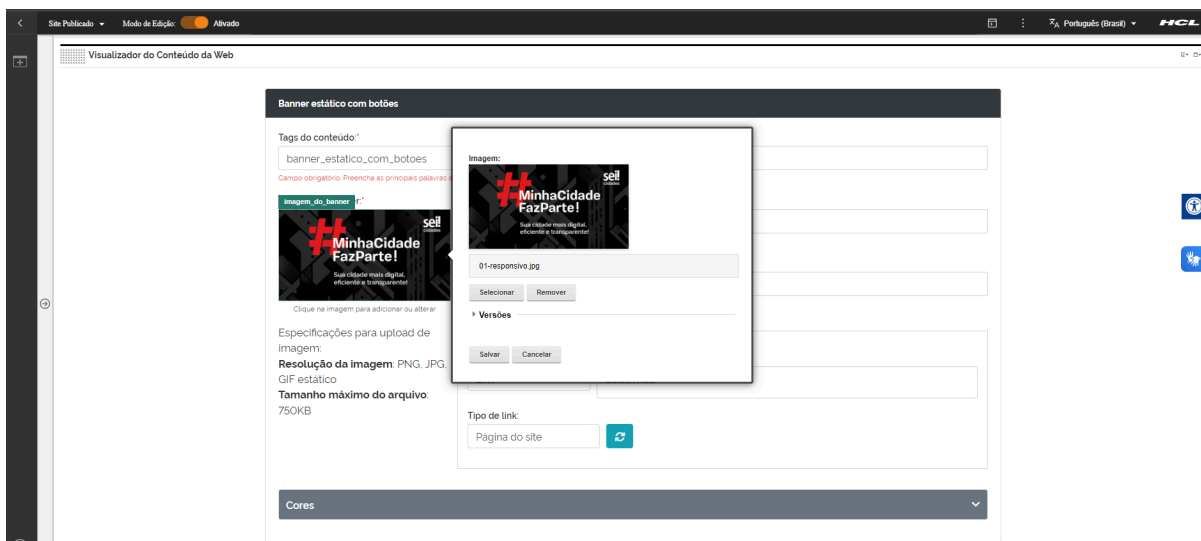 Site Publicado
Modo de Edição:
Ativado
Português (Brasil)
HCL
Visualizador do Conteúdo da Web
Banner estático com botões
Tags do conteúdo:*
banner_estatico_com_botoes
Campo obrigatório. Preencha as principais palavras
imagem_do_banner
r:*
sei!
cidades
#MinhaCidade
FazParte!
Sua cidade mais digital,
eficiente e transparente!
Clique na imagem para adicionar ou alterar
Especificações para upload de
imagem:
Resolução da imagem: PNG, JPG,
GIF estático
Tamanho máximo do arquivo:
750KB
Imagem:
sei!
cidades
#MinhaCidade
FazParte!
Sua cidade mais digital,
eficiente e transparente!
01-responsivo.jpg
Selecionar
Remover
Versões
Salvar
Cancelar
Tipo de link:
Página do site
Cores